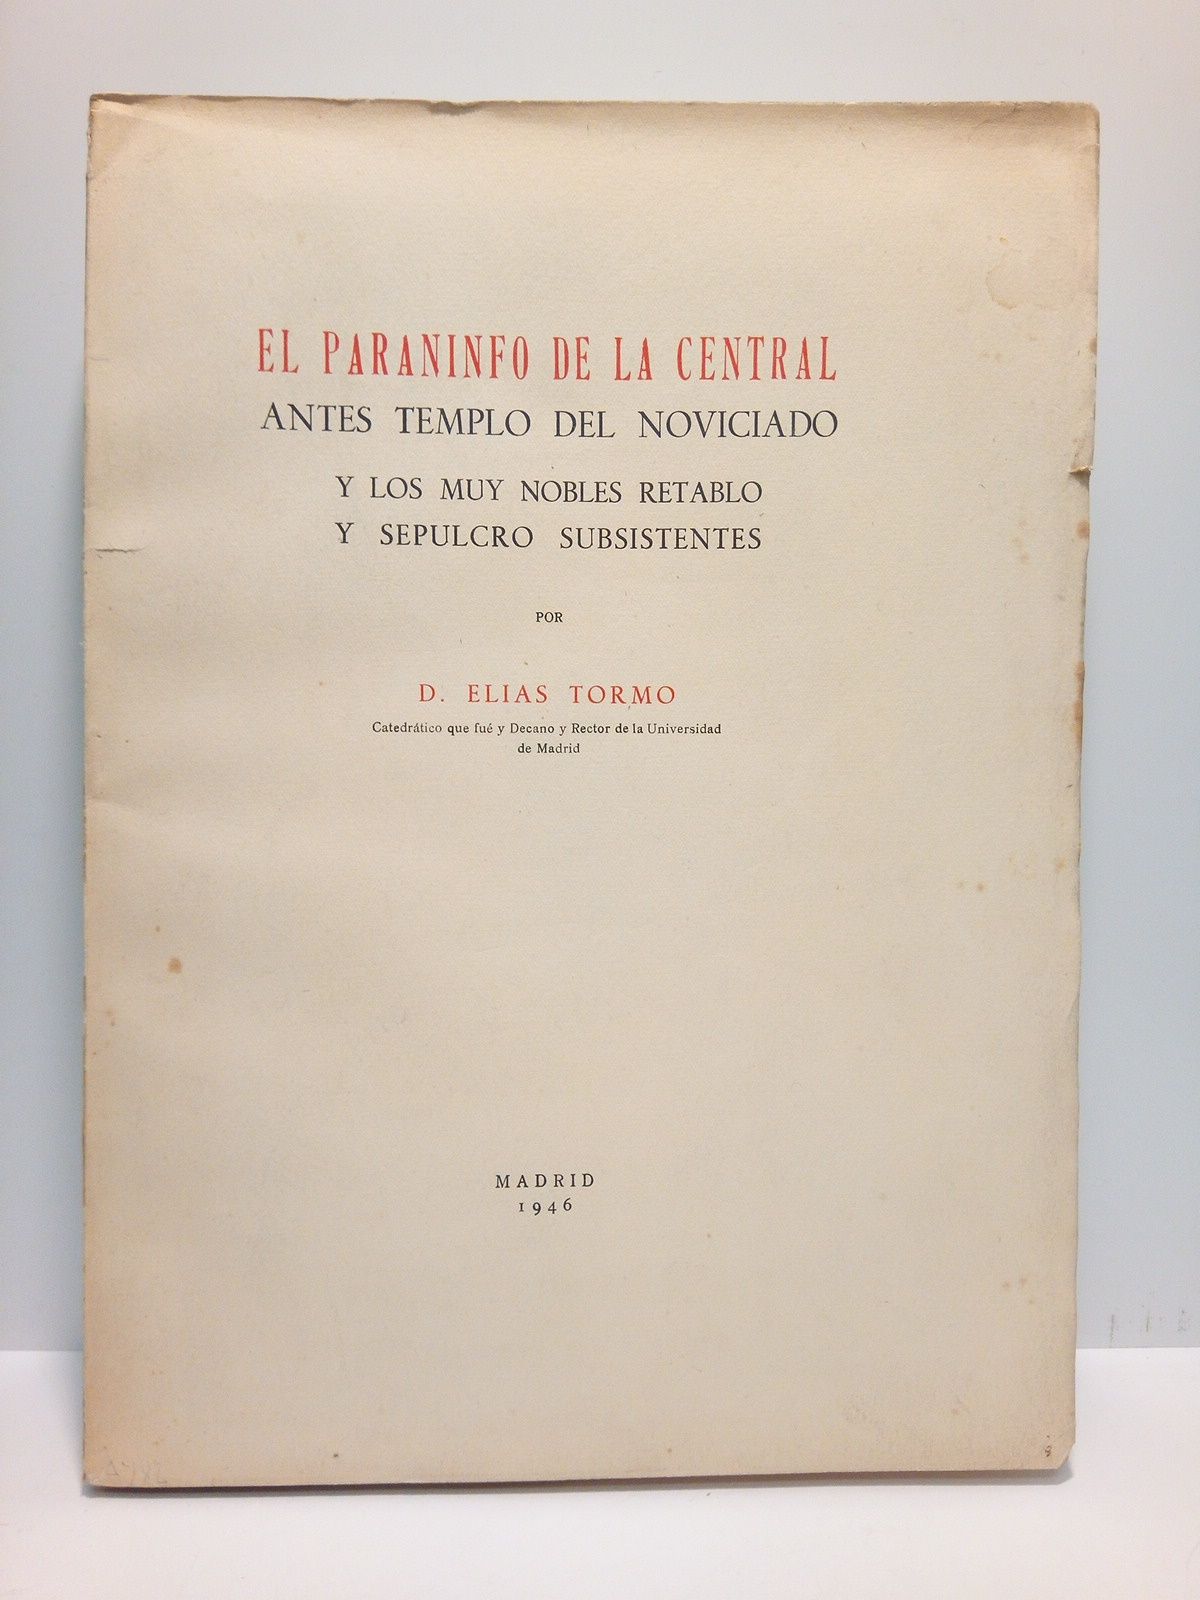 EL PARANINFO DE LA CENTRAL
ANTES TEMPLO DEL NOVICIADO
Y LOS MUY NOBLES RETABLO
Y SEPULCRO SUBSISTENTES
POR
D. ELIAS TORMO
Catedrático que fué y Decano y Rector de la Universidad
de Madrid
MADRID
1946